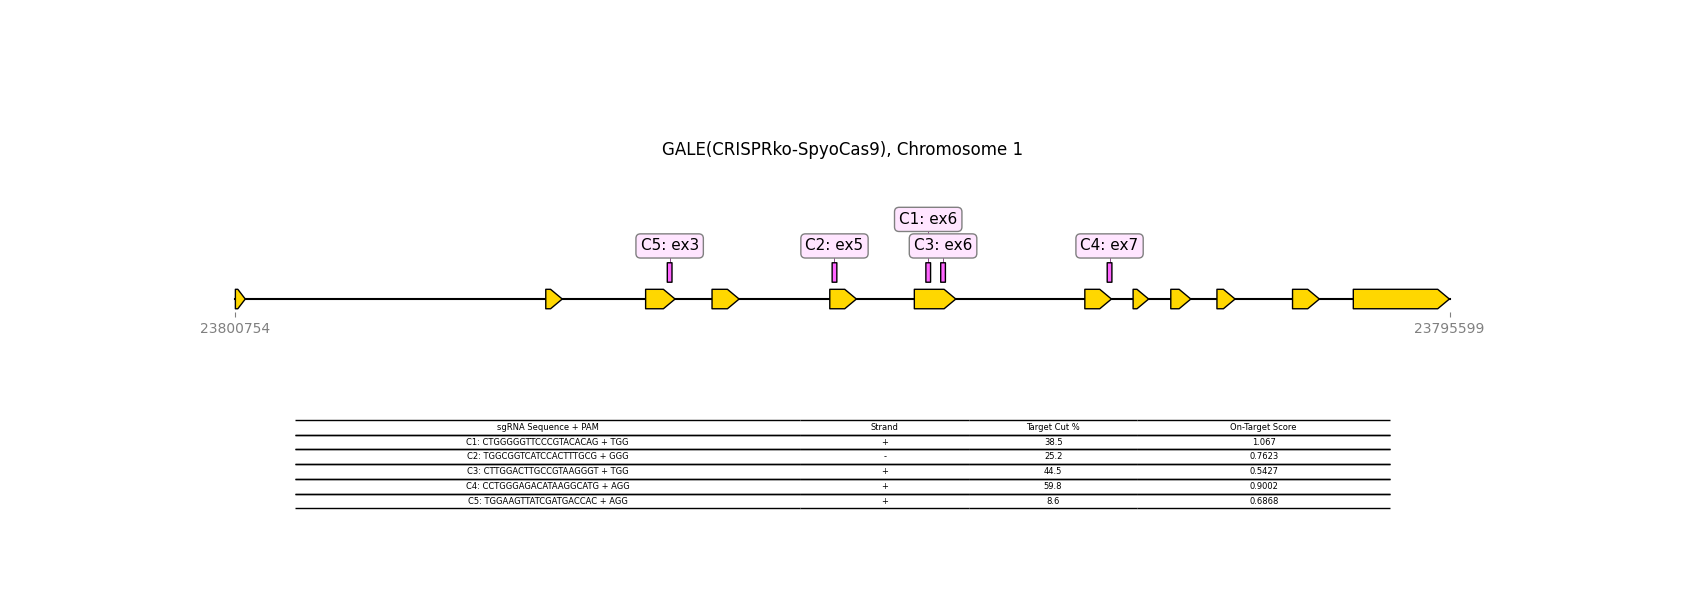 GALE(CRISPRko-SpyoCas9), Chromosome 1
C1: ex6
C5: ex3
C2: ex5
C3: ex6
C4: ex7
23800754
23795599
sgRNA Sequence + PAM Strand Target Cut % On-Target Score
C1: CTGGGGGTTCCCGTACACAG + TGG + 38.5 1.067
C2: TGGCGGTCATCCACTTTGCG + GGG - 25.2 0.7623
C3: CTTGGACTTGCCGTAAGGGT + TGG + 44.5 0.5427
C4: CCTGGGAGACATAAGGCATG + AGG + 59.8 0.9002
C5: TGGAAGTTATCGATGACCAC + AGG + 8.6 0.6868